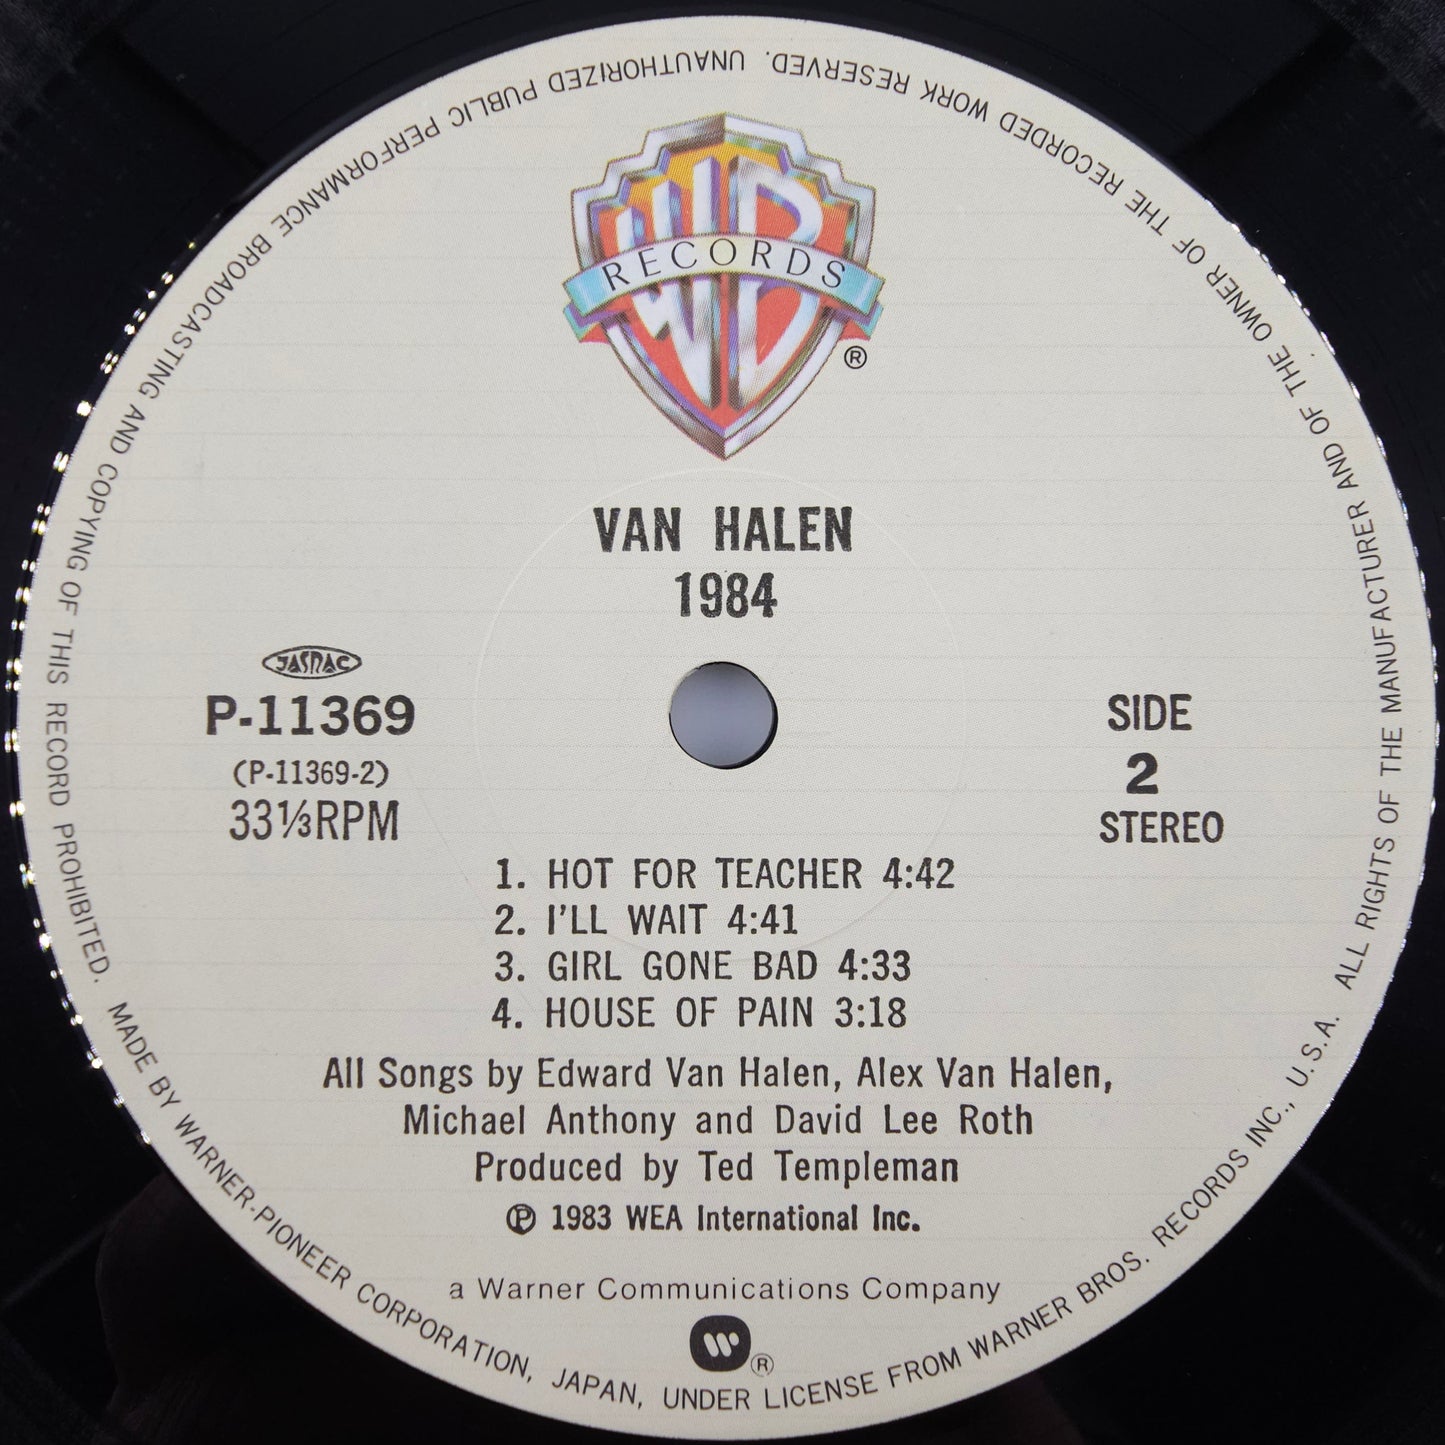 WB
RECORDS
®
VAN HALEN
1984
JASRAC
P-11369
(P-11369-2)
33⅓RPM
SIDE
2
STEREO
1. HOT FOR TEACHER 4:42
2. I'LL WAIT 4:41
3. GIRL GONE BAD 4:33
4. HOUSE OF PAIN 3:18
All Songs by Edward Van Halen, Alex Van Halen,
Michael Anthony and David Lee Roth
Produced by Ted Templeman
℗ 1983 WEA International Inc.
a Warner Communications Company
W
®
MADE BY WARNER-PIONEER CORPORATION, JAPAN, UNDER LICENSE FROM WARNER BROS. RECORDS INC., U.S.A. ALL RIGHTS OF THE MANUFACTURER AND OF THE OWNER OF THE RECORDED WORK RESERVED. UNAUTHORIZED PUBLIC PERFORMANCE BROADCASTING AND COPYING OF THIS RECORD PROHIBITED.